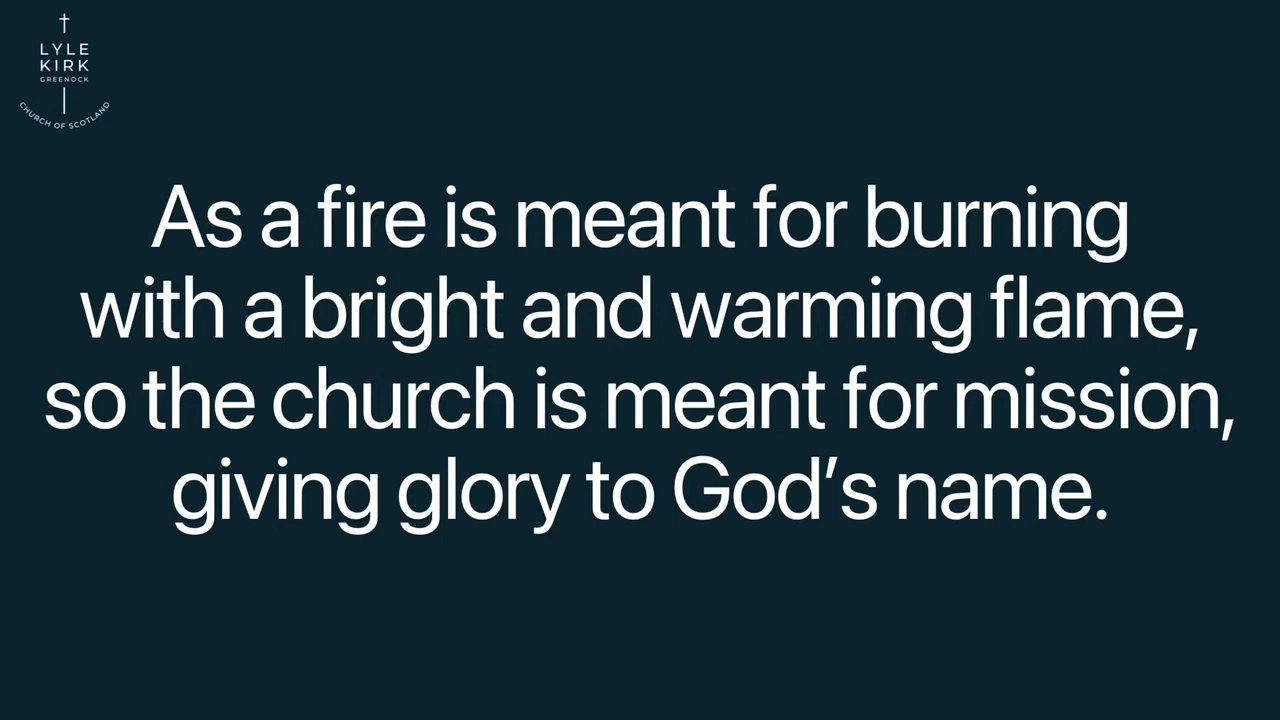 LYLE
KIRK
GREENOCK
CHURCH OF SCOTLAND
As a fire is meant for burning
with a bright and warming flame,
so the church is meant for mission,
giving glory to God’s name.